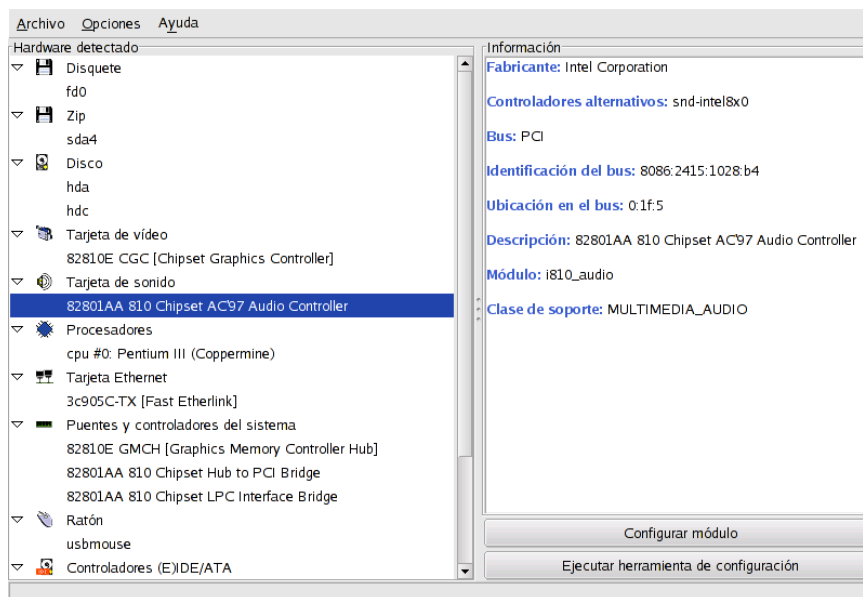 Archivo Opciones Ayuda
Hardware detectado
Disquete
fd0
Zip
sda4
Disco
hda
hdc
Tarjeta de vídeo
82810E CGC [Chipset Graphics Controller]
Tarjeta de sonido
82801AA 810 Chipset AC'97 Audio Controller
Procesadores
cpu #0: Pentium III (Coppermine)
Tarjeta Ethernet
3c905C-TX [Fast Etherlink]
Puentes y controladores del sistema
82810E GMCH [Graphics Memory Controller Hub]
82801AA 810 Chipset Hub to PCI Bridge
82801AA 810 Chipset LPC Interface Bridge
Ratón
usbmouse
Controladores (E)IDE/ATA
Información
Fabricante: Intel Corporation
Controladores alternativos: snd-intel8x0
Bus: PCI
Identificación del bus: 8086:2415:1028:b4
Ubicación en el bus: 0:1f:5
Descripción: 82801AA 810 Chipset AC'97 Audio Controller
Módulo: i810_audio
Clase de soporte: MULTIMEDIA_AUDIO
Configurar módulo
Ejecutar herramienta de configuración